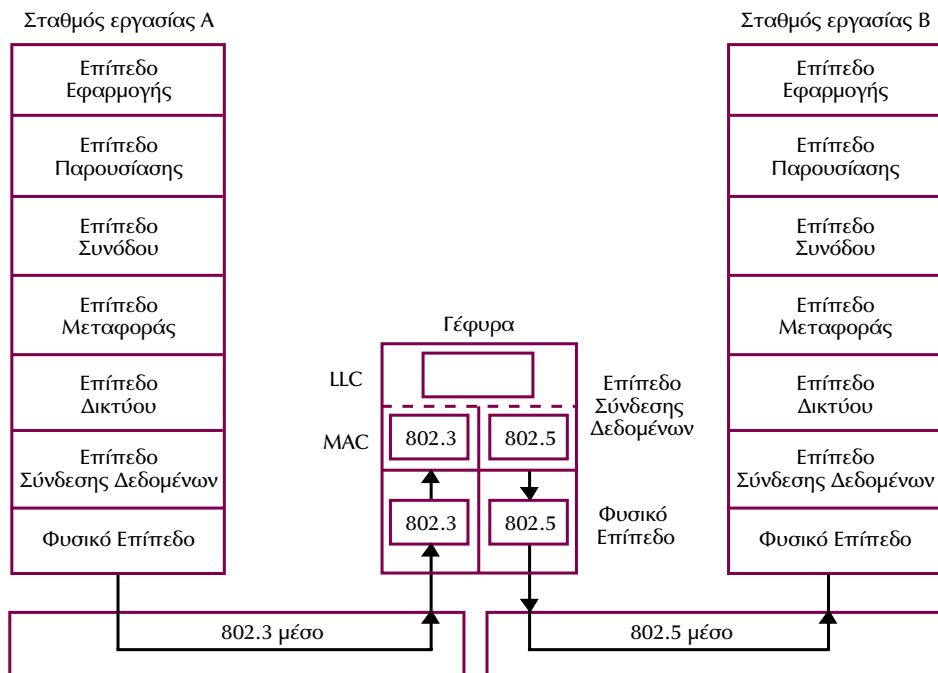 Σταθμός εργασίας Α
Επίπεδο
Εφαρμογής
Επίπεδο
Παρουσίασης
Επίπεδο
Συνόδου
Επίπεδο
Μεταφοράς
Επίπεδο
Δικτύου
Επίπεδο
Σύνδεσης Δεδομένων
Φυσικό Επίπεδο
Γέφυρα
LLC
MAC
802.3
802.5
802.3
802.5
Επίπεδο
Σύνδεσης
Δεδομένων
Φυσικό
Επίπεδο
Σταθμός εργασίας Β
Επίπεδο
Εφαρμογής
Επίπεδο
Παρουσίασης
Επίπεδο
Συνόδου
Επίπεδο
Μεταφοράς
Επίπεδο
Δικτύου
Επίπεδο
Σύνδεσης Δεδομένων
Φυσικό Επίπεδο
802.3 μέσο
802.5 μέσο